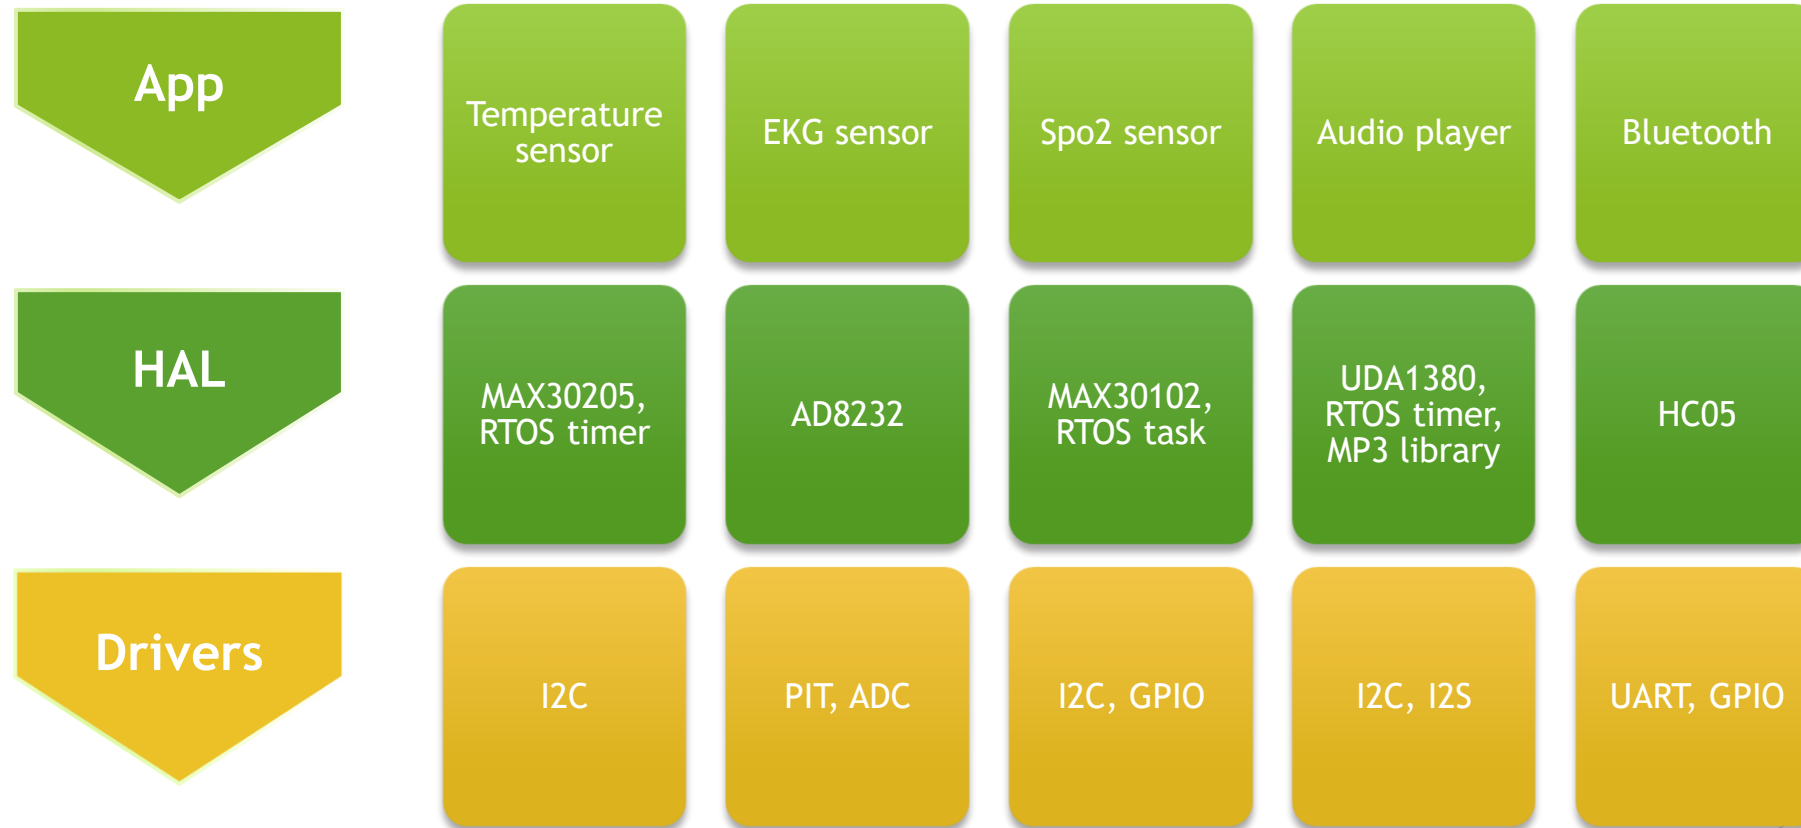 App
Temperature
sensor
EKG sensor
Spo2 sensor
Audio player
Bluetooth
HAL
MAX30205,
RTOS timer
AD8232
MAX30102,
RTOS task
UDA1380,
RTOS timer,
MP3 library
HC05
Drivers
I2C
PIT, ADC
I2C, GPIO
I2C, I2S
UART, GPIO